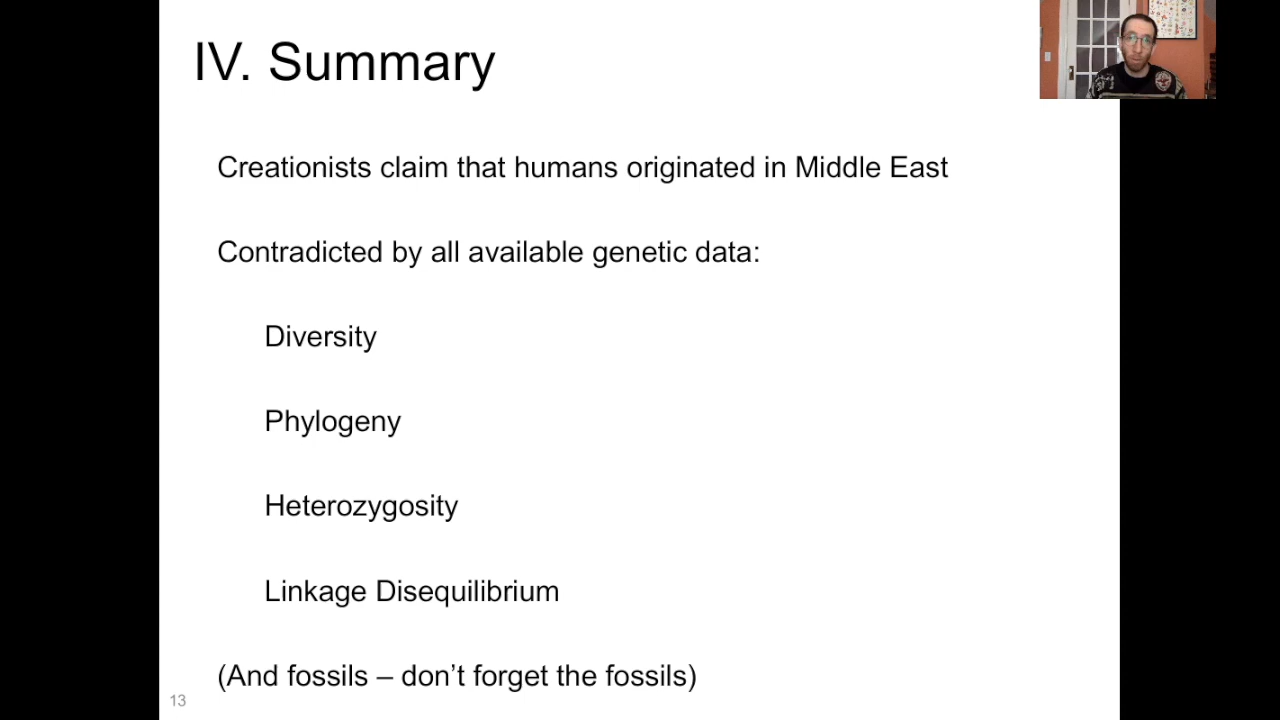 IV. Summary
Creationists claim that humans originated in Middle East
Contradicted by all available genetic data:
Diversity
Phylogeny
Heterozygosity
Linkage Disequilibrium
(And fossils – don’t forget the fossils)
13